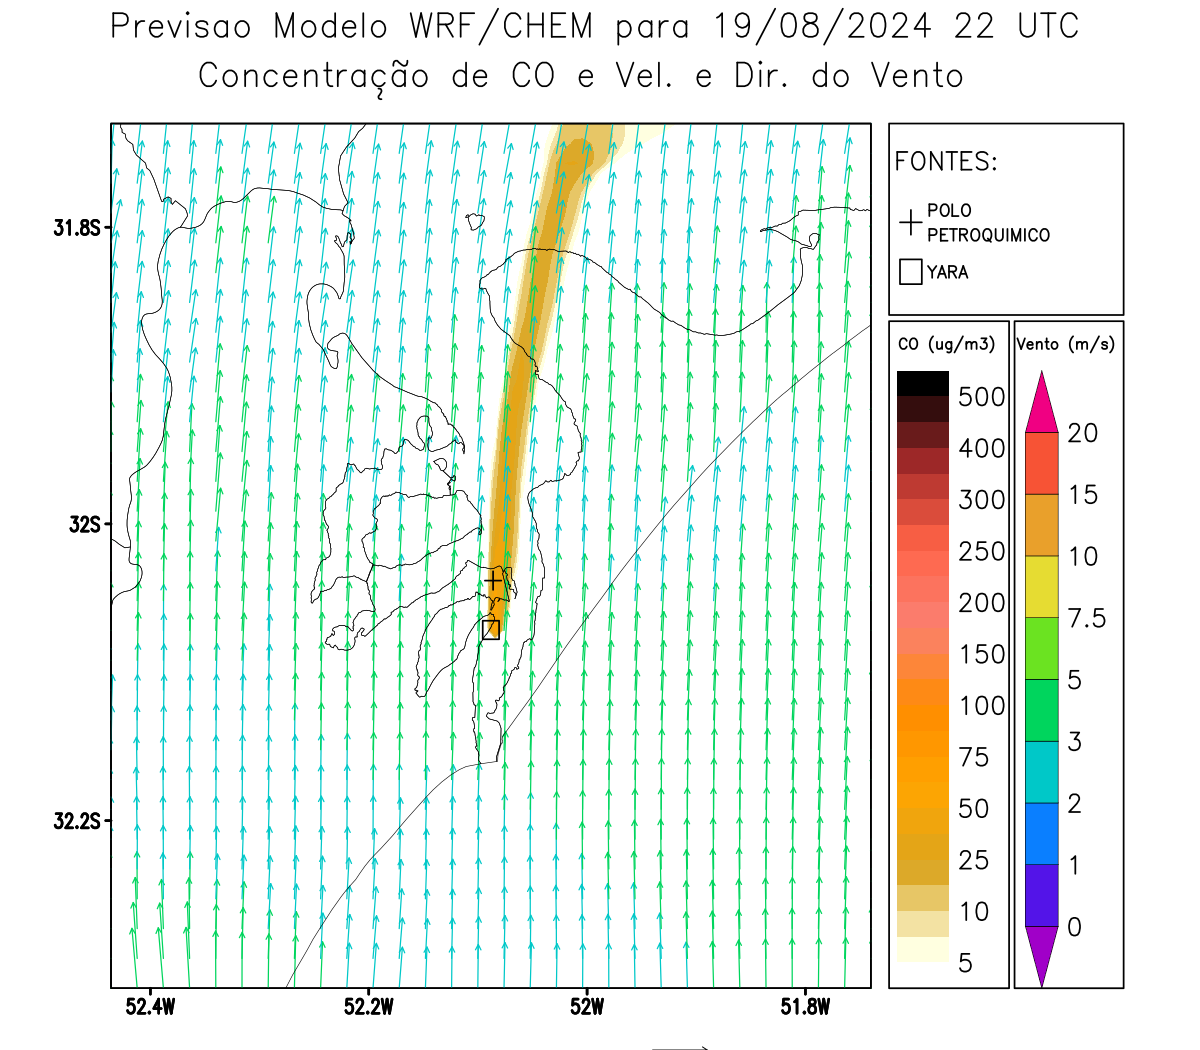 Previsao Modelo WRF/CHEM para 19/08/2024 22 UTC
Concentração de CO e Vel. e Dir. do Vento
FONTES:
POLO
PETROQUIMICO
YARA
CO (ug/m3)
500
400
300
250
200
150
100
75
50
25
10
5
Vento (m/s)
20
15
10
7.5
5
3
2
1
0
31.8S
32S
32.2S
52.4W
52.2W
52W
51.8W